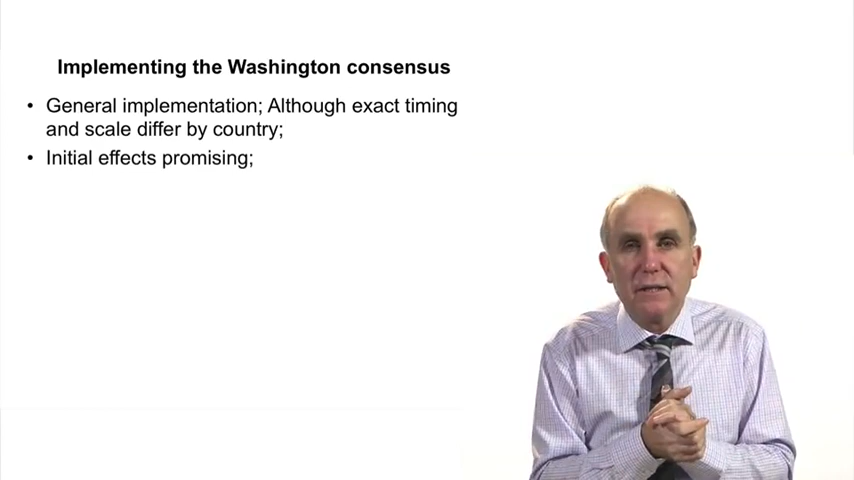 Implementing the Washington consensus
• General implementation; Although exact timing
and scale differ by country;
• Initial effects promising;